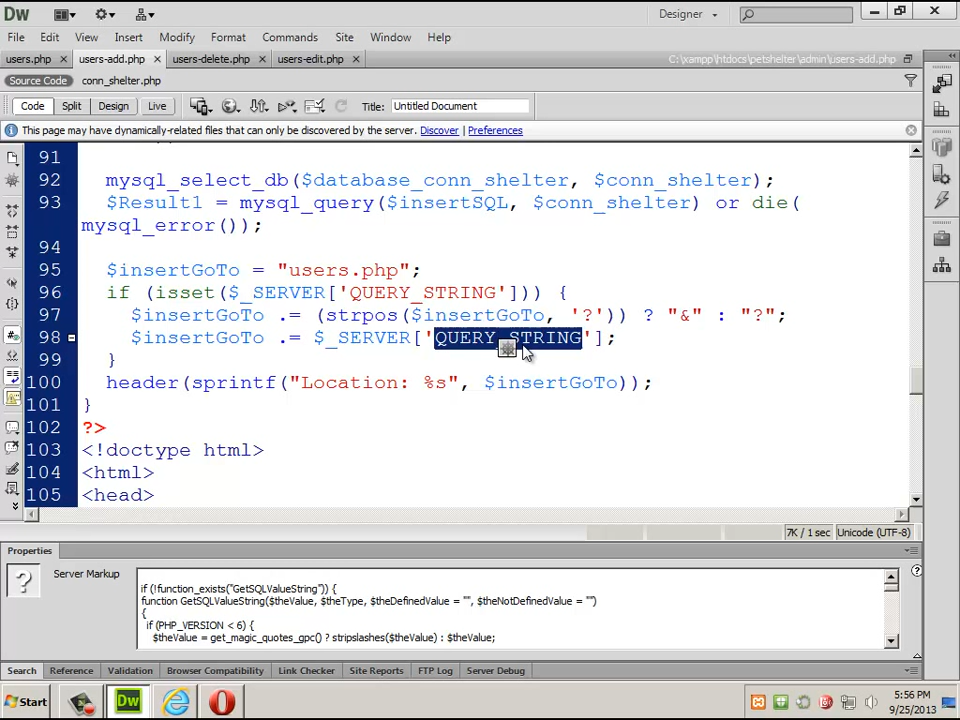 Dw
Designer
File Edit View Insert Modify Format Commands Site Window Help
users.php × users-add.php × users-delete.php × users-edit.php × C:\xampp\htdocs\petshelter\admin\users-add.php
Source Code conn_shelter.php
Code Split Design Live Title: Untitled Document
This page may have dynamically-related files that can only be discovered by the server. Discover | Preferences
91
92 mysql_select_db($database_conn_shelter, $conn_shelter);
93 $Result1 = mysql_query($insertSQL, $conn_shelter) or die(
mysql_error());
94
95 $insertGoTo = "users.php";
96 if (isset($_SERVER['QUERY_STRING'])) {
97 $insertGoTo .= (strpos($insertGoTo, '?')) ? "&" : "?";
98 $insertGoTo .= $_SERVER['QUERY_STRING'];
99 }
100 header(sprintf("Location: %s", $insertGoTo));
101 }
102 ?>
103 <!doctype html>
104 <html>
105 <head>
7K / 1 sec Unicode (UTF-8)
Properties
Server Markup
if (!function_exists("GetSQLValueString")) {
function GetSQLValueString($theValue, $theType, $theDefinedValue = "", $theNotDefinedValue = "")
{
if (PHP_VERSION < 6) {
$theValue = get_magic_quotes_gpc() ? stripslashes($theValue) : $theValue;
Search Reference Validation Browser Compatibility Link Checker Site Reports FTP Log Server Debug
Start Dw 5:56 PM
9/25/2013